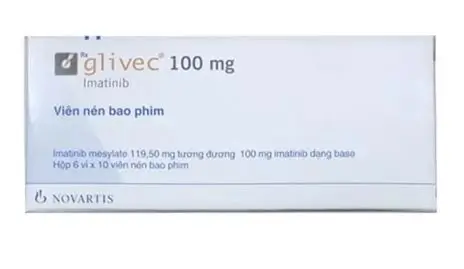 Rx glivec® 100 mg
Imatinib
Viên nén bao phim
Imatinib mesylate 119,50 mg tương đương 100 mg imatinib dạng base
Hộp 6 vỉ x 10 viên nén bao phim
NOVARTIS